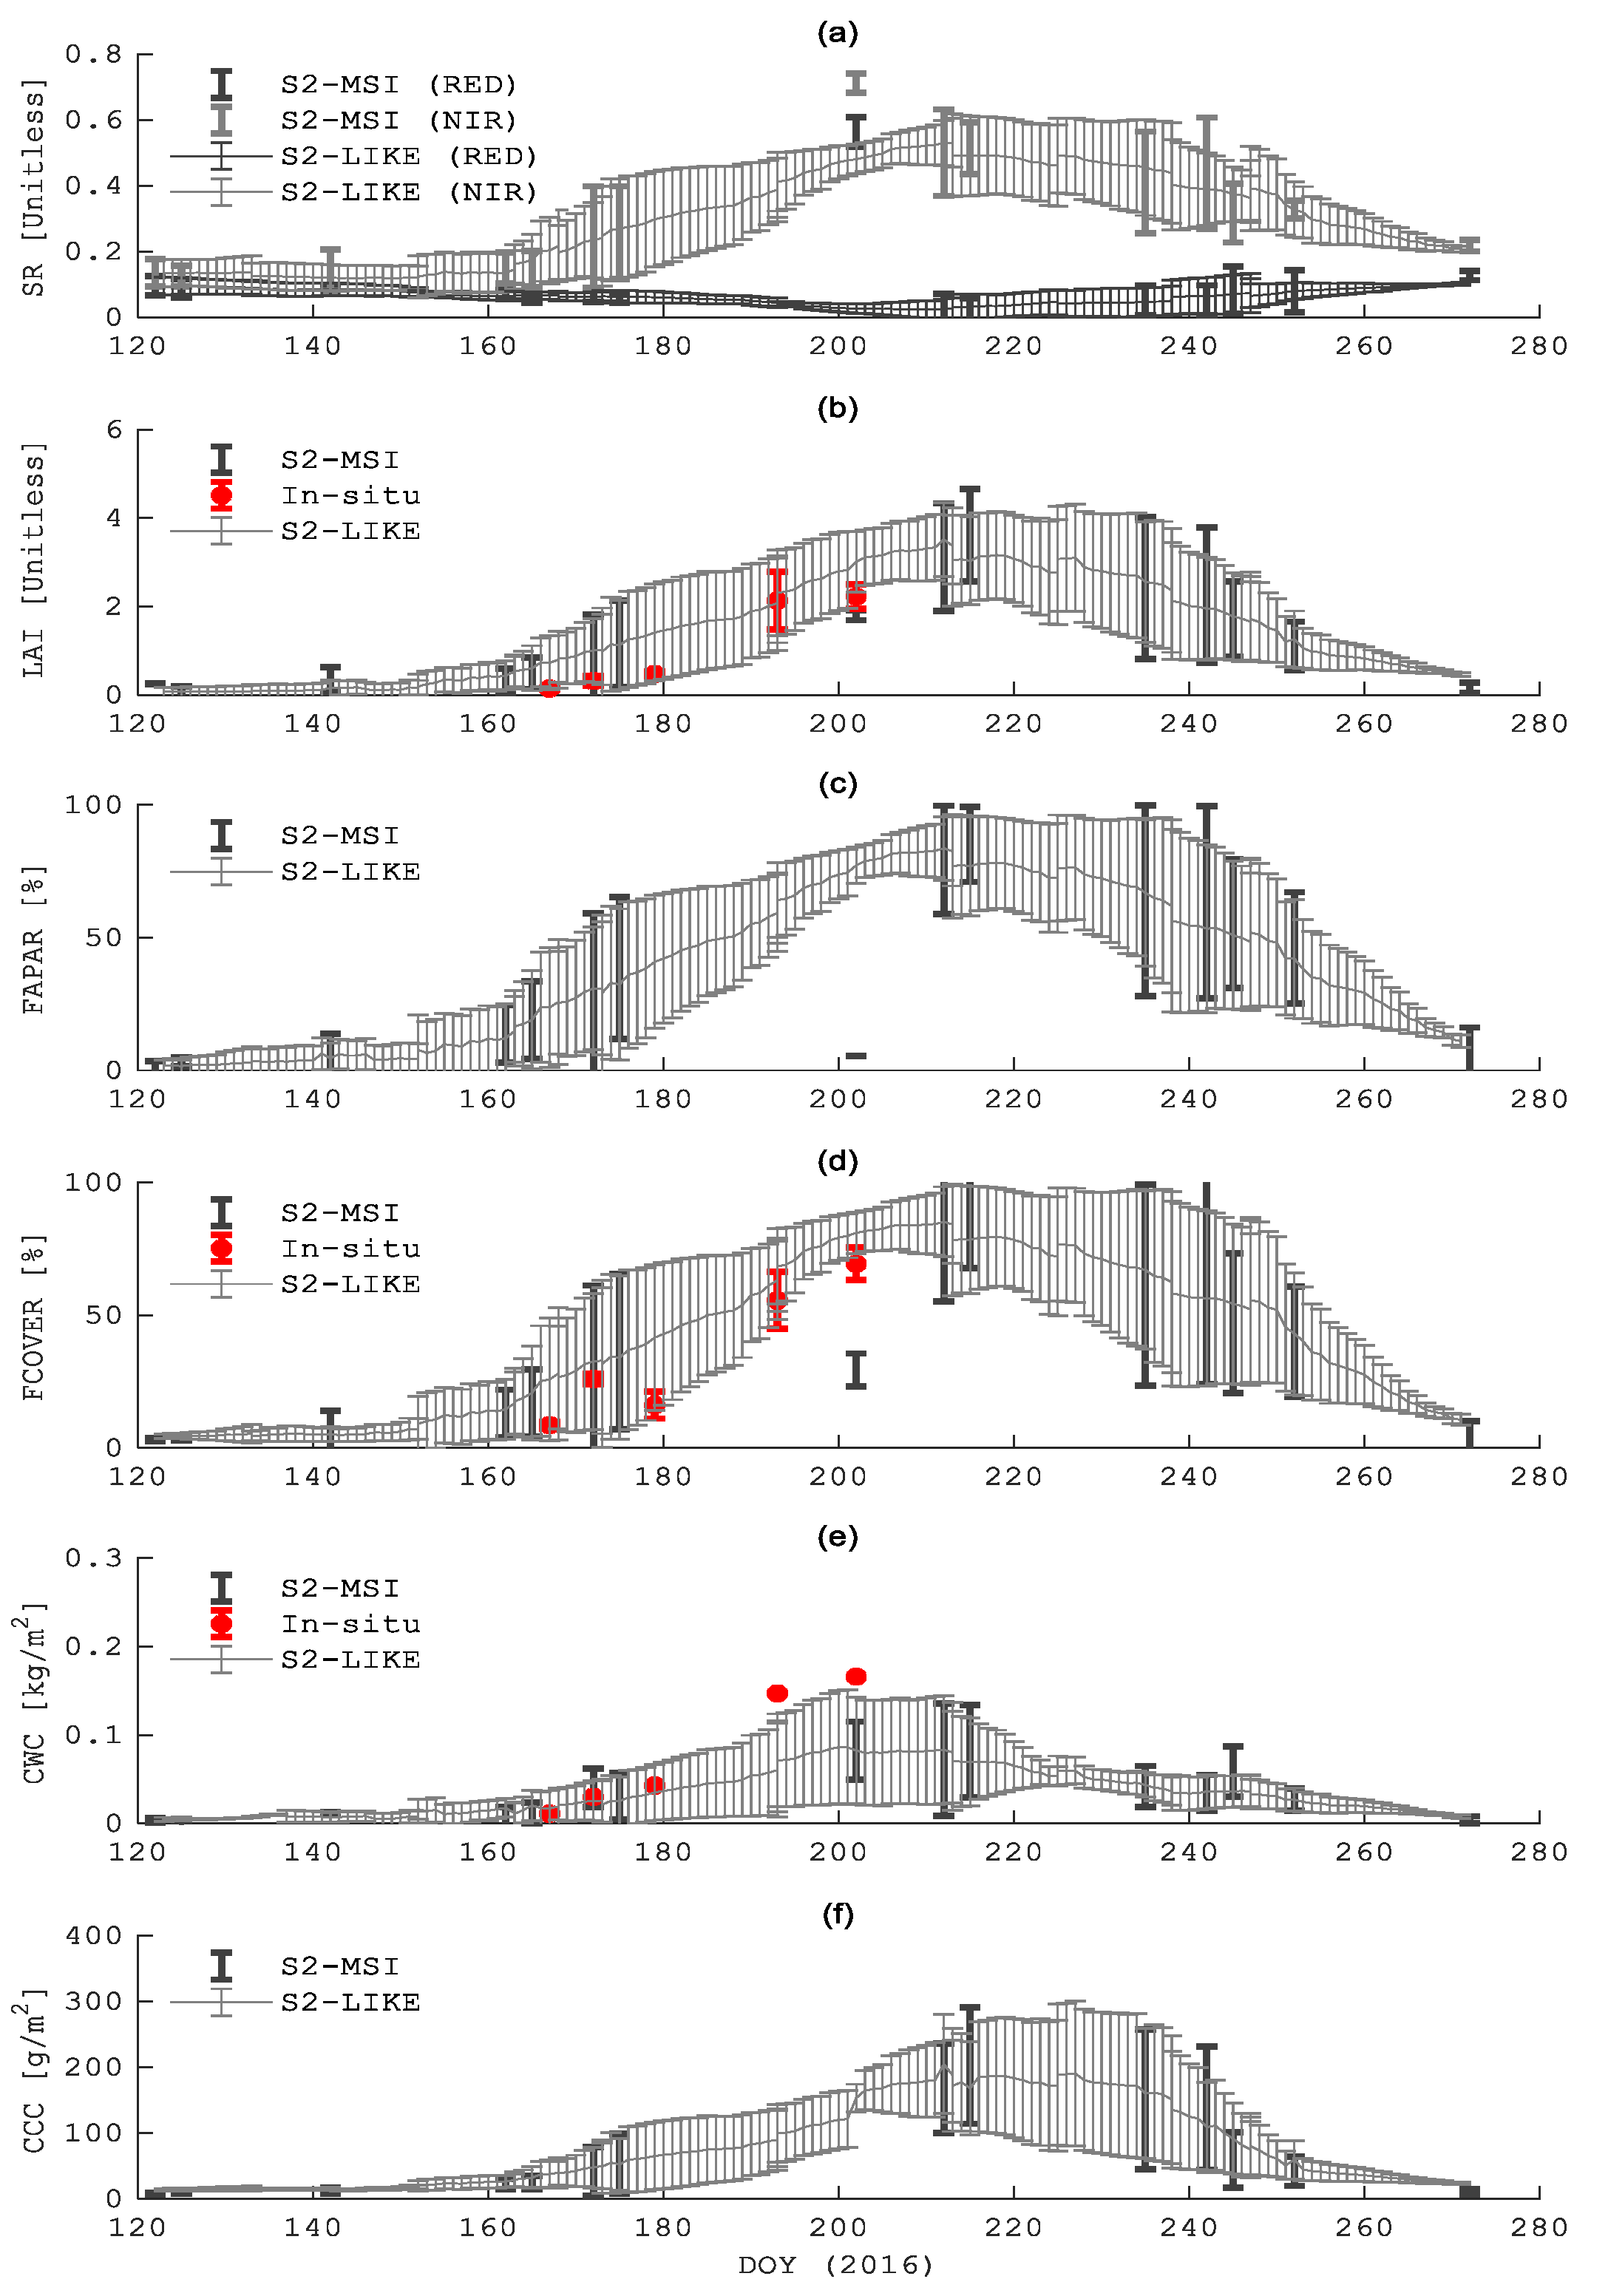 (a)
SR [Unitless]
0.8
0.6
0.4
0.2
0
S2-MSI (RED)
S2-MSI (NIR)
S2-LIKE (RED)
S2-LIKE (NIR)
120 140 160 180 200 220 240 260 280
(b)
LAI [Unitless]
6
4
2
0
S2-MSI
In-situ
S2-LIKE
120 140 160 180 200 220 240 260 280
(c)
FAPAR [%]
100
50
0
S2-MSI
S2-LIKE
120 140 160 180 200 220 240 260 280
(d)
FCOVER [%]
100
50
0
S2-MSI
In-situ
S2-LIKE
120 140 160 180 200 220 240 260 280
(e)
CWC [kg/m²]
0.3
0.2
0.1
0
S2-MSI
In-situ
S2-LIKE
120 140 160 180 200 220 240 260 280
(f)
CCC [g/m²]
400
300
200
100
0
S2-MSI
S2-LIKE
120 140 160 180 200 220 240 260 280
DOY (2016)